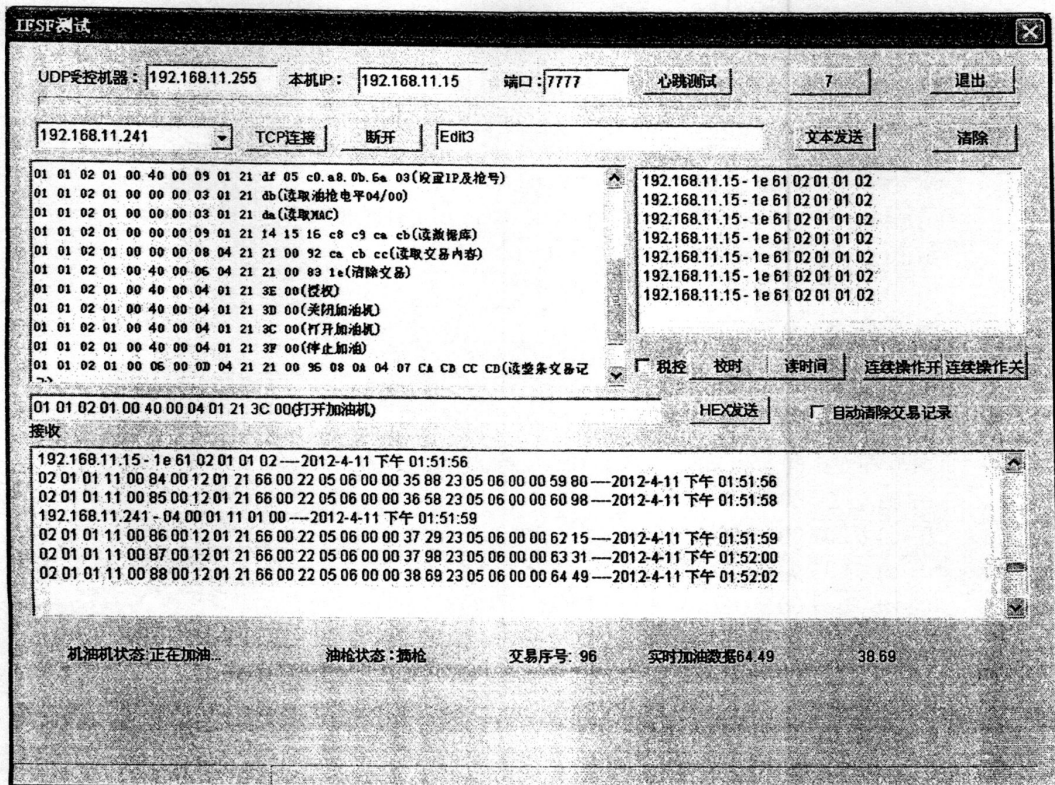 IFSF测试
UDP受控机器： 192.168.11.255 本机IP： 192.168.11.15 端口：7777 心跳测试 7 退出
192.168.11.241 TCP连接 断开 Edit3 文本发送 清除
01 01 02 01 00 40 00 09 01 21 df 05 c0.a8.0b.6a 03(设置IP及枪号)
01 01 02 01 00 00 00 03 01 21 db(读取油枪电平04/00)
01 01 02 01 00 00 00 03 01 21 da(读取MAC)
01 01 02 01 00 00 00 09 01 21 14 15 16 c8 c9 ca cb(读数据库)
01 01 02 01 00 00 00 08 04 21 21 00 92 ca cb cc(读取交易内容)
01 01 02 01 00 40 00 06 04 21 21 00 83 1e(清除交易)
01 01 02 01 00 40 00 04 01 21 3E 00(授权)
01 01 02 01 00 40 00 04 01 21 3D 00(关闭加油机)
01 01 02 01 00 40 00 04 01 21 3C 00(打开加油机)
01 01 02 01 00 40 00 04 01 21 3F 00(停止加油)
01 01 02 01 00 06 00 0D 04 21 21 00 96 08 0A 04 07 CA CB CC CD(读整条交易记
192.168.11.15 - 1e 61 02 01 01 02
192.168.11.15 - 1e 61 02 01 01 02
192.168.11.15 - 1e 61 02 01 01 02
192.168.11.15 - 1e 61 02 01 01 02
192.168.11.15 - 1e 61 02 01 01 02
192.168.11.15 - 1e 61 02 01 01 02
192.168.11.15 - 1e 61 02 01 01 02
税控 校时 读时间 连续操作开 连续操作关
01 01 02 01 00 40 00 04 01 21 3C 00(打开加油机) HEX发送 自动清除交易记录
接收
192.168.11.15 - 1e 61 02 01 01 02 ----2012-4-11 下午 01:51:56
02 01 01 11 00 84 00 12 01 21 66 00 22 05 06 00 00 35 88 23 05 06 00 00 59 80 ----2012-4-11 下午 01:51:56
02 01 01 11 00 85 00 12 01 21 66 00 22 05 06 00 00 36 58 23 05 06 00 00 60 98 ----2012-4-11 下午 01:51:58
192.168.11.241 - 04 00 01 11 01 00 ----2012-4-11 下午 01:51:59
02 01 01 11 00 86 00 12 01 21 66 00 22 05 06 00 00 37 29 23 05 06 00 00 62 15 ----2012-4-11 下午 01:51:59
02 01 01 11 00 87 00 12 01 21 66 00 22 05 06 00 00 37 98 23 05 06 00 00 63 31 ----2012-4-11 下午 01:52:00
02 01 01 11 00 88 00 12 01 21 66 00 22 05 06 00 00 38 69 23 05 06 00 00 64 49 ----2012-4-11 下午 01:52:02
机油机状态:正在加油... 油枪状态：摘枪 交易序号: 96 实时加油数据64.49 38.69